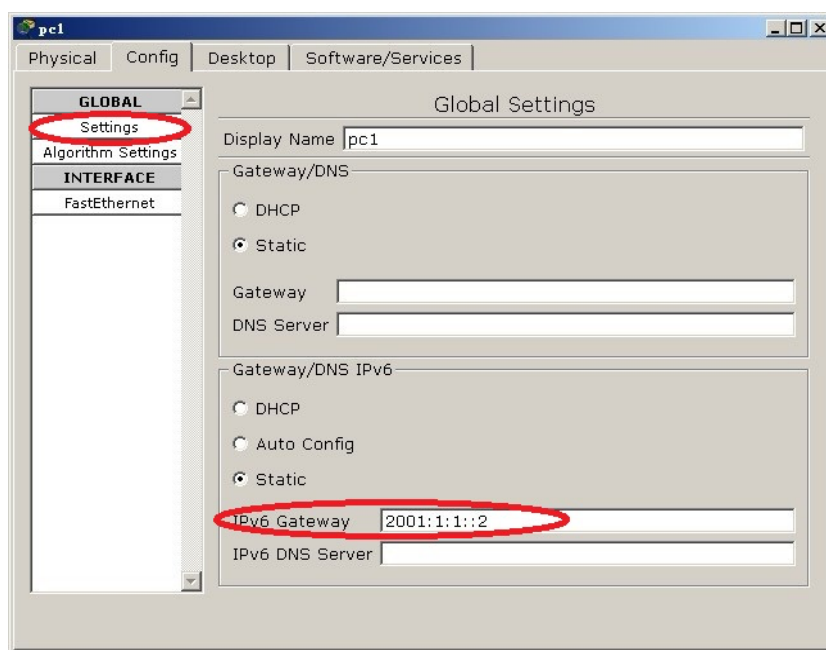 pc1
Physical Config Desktop Software/Services
GLOBAL
Settings
Algorithm Settings
INTERFACE
FastEthernet
Global Settings
Display Name pc1
Gateway/DNS
DHCP
Static
Gateway
DNS Server
Gateway/DNS IPv6
DHCP
Auto Config
Static
IPv6 Gateway 2001:1:1::2
IPv6 DNS Server